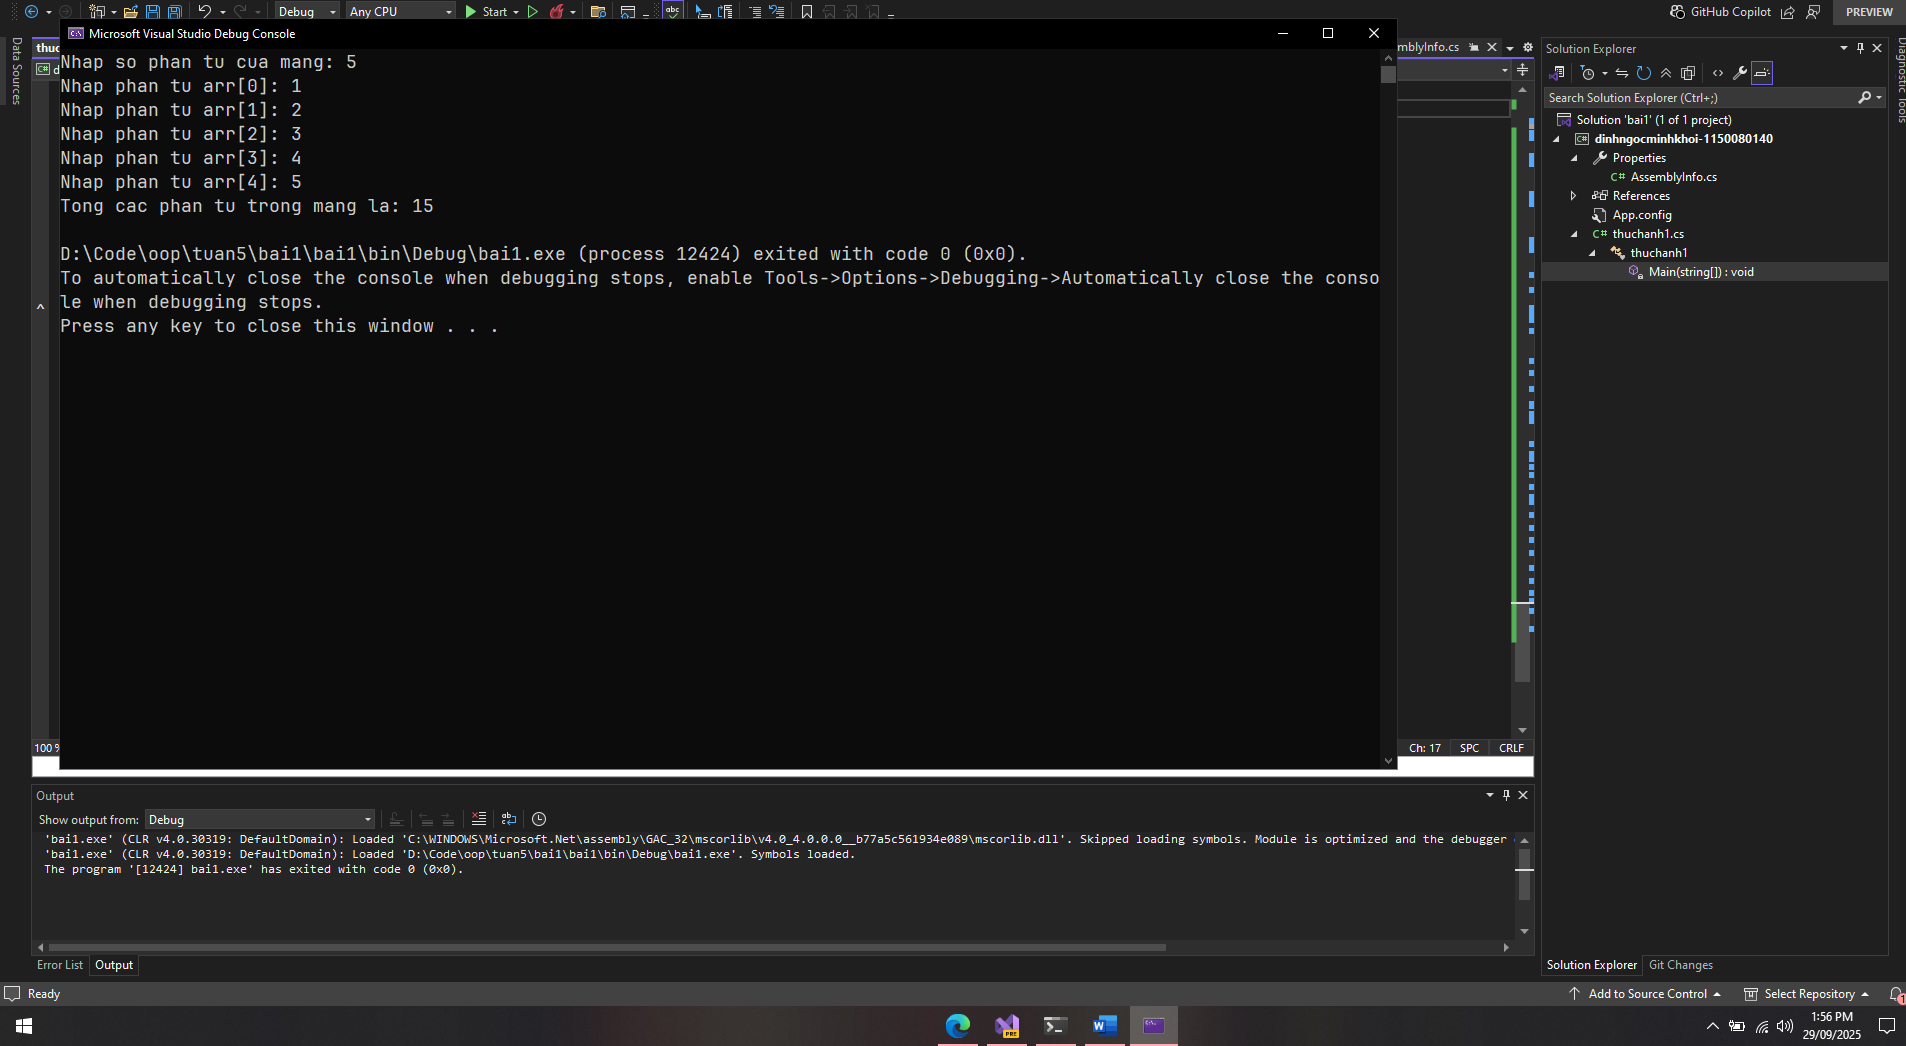 Debug
Any CPU
Start
GitHub Copilot
PREVIEW
Microsoft Visual Studio Debug Console
Nhap so phan tu cua mang: 5
Nhap phan tu arr[0]: 1
Nhap phan tu arr[1]: 2
Nhap phan tu arr[2]: 3
Nhap phan tu arr[3]: 4
Nhap phan tu arr[4]: 5
Tong cac phan tu trong mang la: 15
D:\Code\oop\tuan5\bai1\bai1\bin\Debug\bai1.exe (process 12424) exited with code 0 (0x0).
To automatically close the console when debugging stops, enable Tools->Options->Debugging->Automatically close the conso
le when debugging stops.
Press any key to close this window . . .
Data Sources
thuc
mblyInfo.cs
100 %
Ch: 17
SPC
CRLF
Solution Explorer
Search Solution Explorer (Ctrl+;)
Solution 'bai1' (1 of 1 project)
dinhngocminhkhoi-1150080140
Properties
C# AssemblyInfo.cs
References
App.config
C# thuchanh1.cs
thuchanh1
Main(string[]) : void
Diagnostic Tools
Output
Show output from: Debug
'bai1.exe' (CLR v4.0.30319: DefaultDomain): Loaded 'C:\WINDOWS\Microsoft.Net\assembly\GAC_32\mscorlib\v4.0_4.0.0.0__b77a5c561934e089\mscorlib.dll'. Skipped loading symbols. Module is optimized and the debugger
'bai1.exe' (CLR v4.0.30319: DefaultDomain): Loaded 'D:\Code\oop\tuan5\bai1\bai1\bin\Debug\bai1.exe'. Symbols loaded.
The program '[12424] bai1.exe' has exited with code 0 (0x0).
Error List
Output
Solution Explorer
Git Changes
Ready
Add to Source Control
Select Repository
1
PRE
W
1:56 PM
29/09/2025